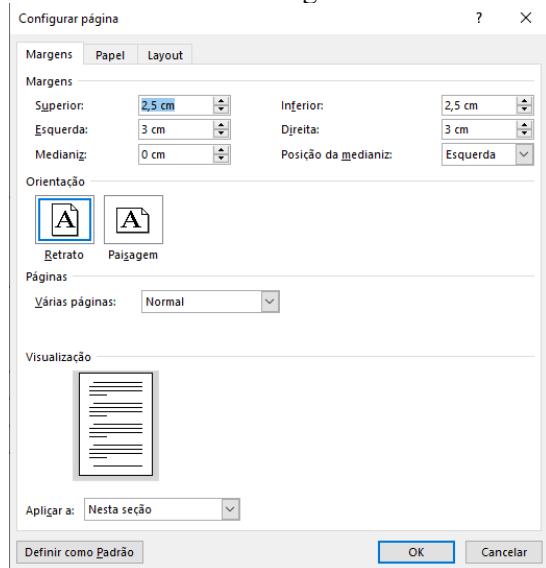 Configurar página ? ×
Margens Papel Layout
Margens
Superior: 2,5 cm Inferior: 2,5 cm
Esquerda: 3 cm Direita: 3 cm
Medianiz: 0 cm Posição da medianiz: Esquerda
Orientação
A A
Retrato Paisagem
Páginas
Várias páginas: Normal
Visualização
Aplicar a: Nesta seção
Definir como Padrão OK Cancelar